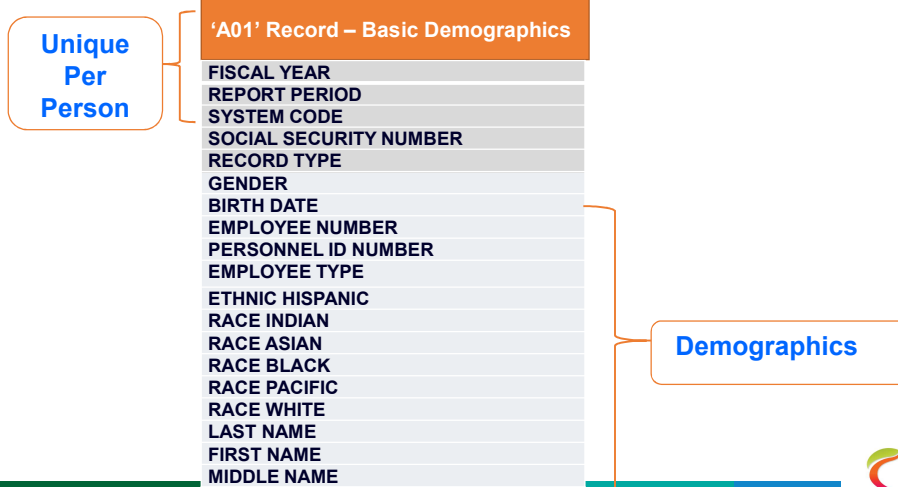 Unique
Per
Person
‘A01’ Record – Basic Demographics
FISCAL YEAR
REPORT PERIOD
SYSTEM CODE
SOCIAL SECURITY NUMBER
RECORD TYPE
GENDER
BIRTH DATE
EMPLOYEE NUMBER
PERSONNEL ID NUMBER
EMPLOYEE TYPE
ETHNIC HISPANIC
RACE INDIAN
RACE ASIAN
RACE BLACK
RACE PACIFIC
RACE WHITE
LAST NAME
FIRST NAME
MIDDLE NAME
Demographics